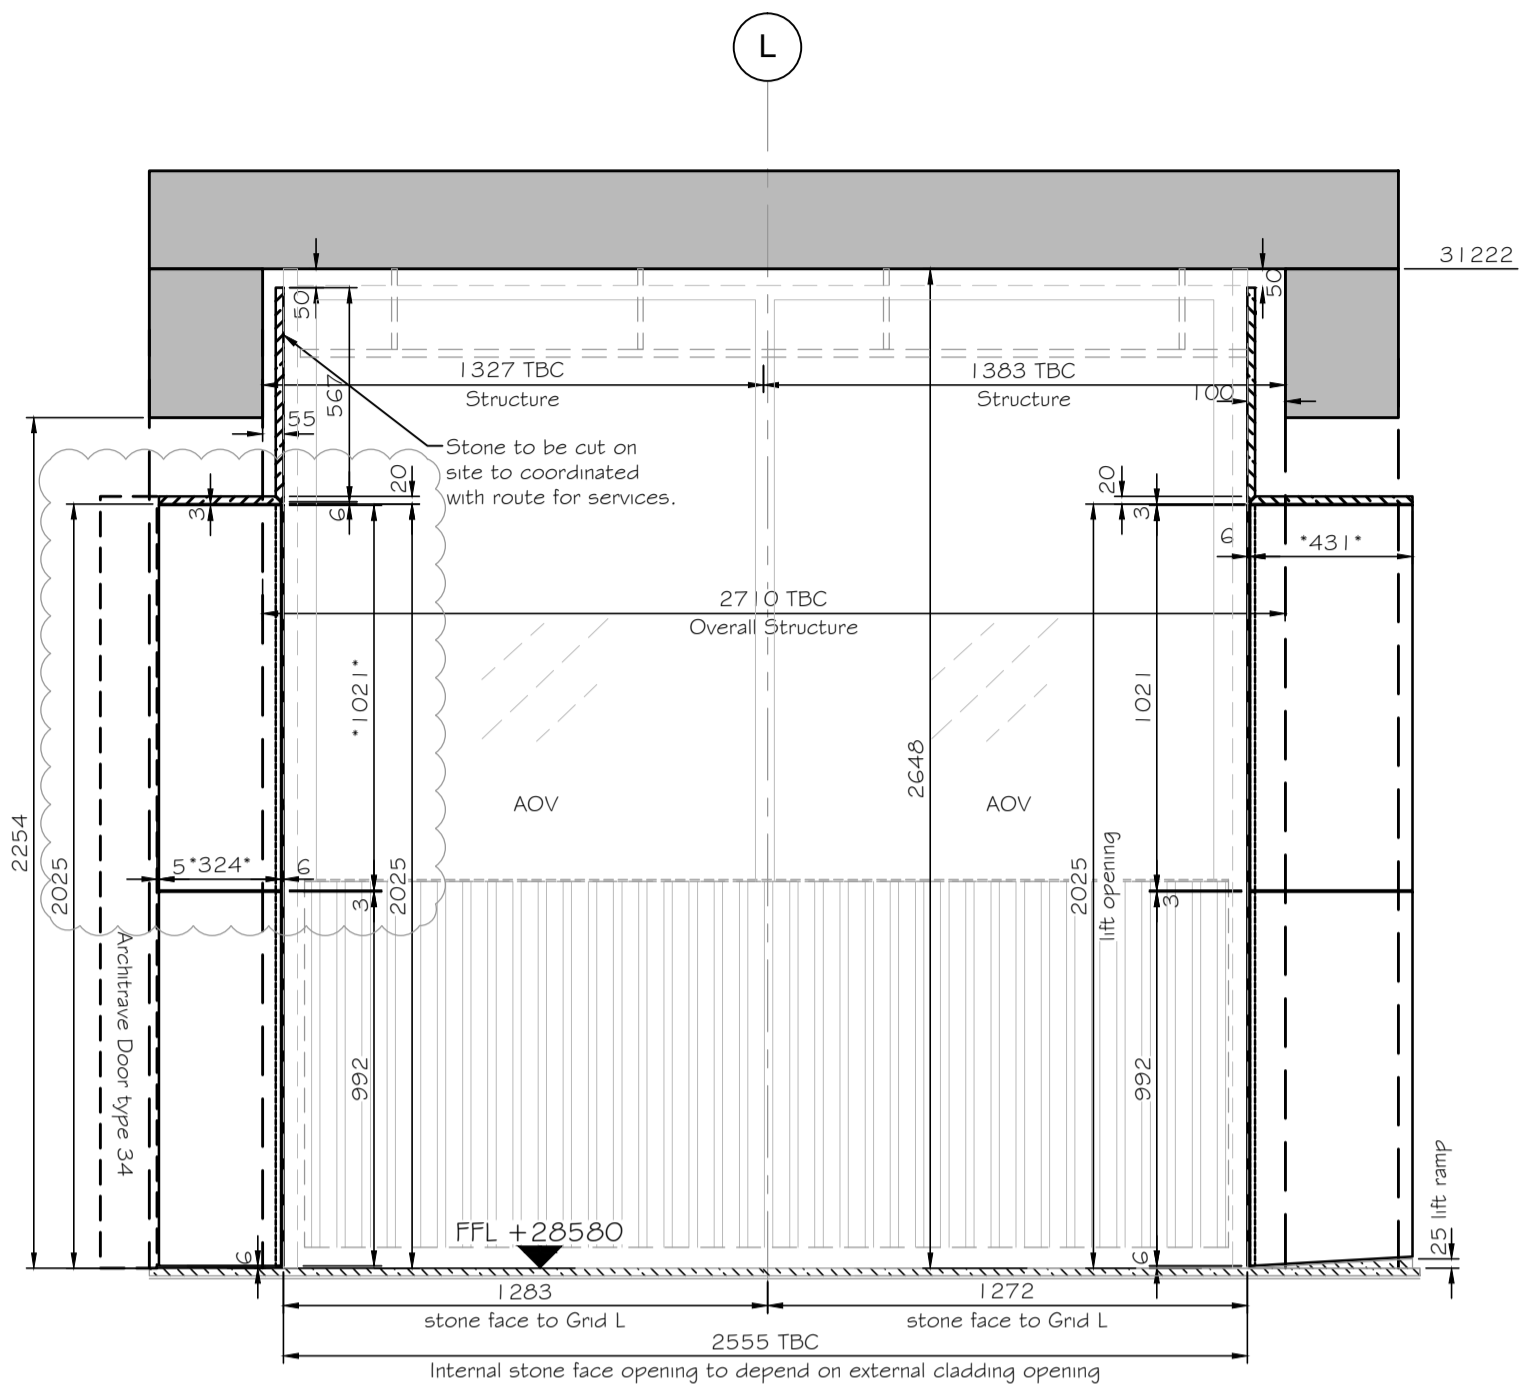 L
31222
50
50
1327 TBC
Structure
1383 TBC
Structure
100
567
55
Stone to be cut on
site to coordinated
with route for services.
20
20
3
6
3
6
*431*
2710 TBC
Overall Structure
*1021*
1021
2648
AOV
AOV
2254
2025
5*324*
6
3
2025
2025
lift opening
3
Architrave Door type 34
992
992
25 lift ramp
FFL +28580
6
6
1283
stone face to Grid L
1272
stone face to Grid L
2555 TBC
Internal stone face opening to depend on external cladding opening